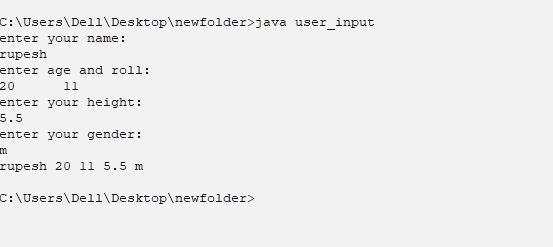 C:\Users\Dell\Desktop\newfolder>java user_input
enter your name:
rupesh
enter age and roll:
20      11
enter your height:
5.5
enter your gender:
m
rupesh 20 11 5.5 m
C:\Users\Dell\Desktop\newfolder>